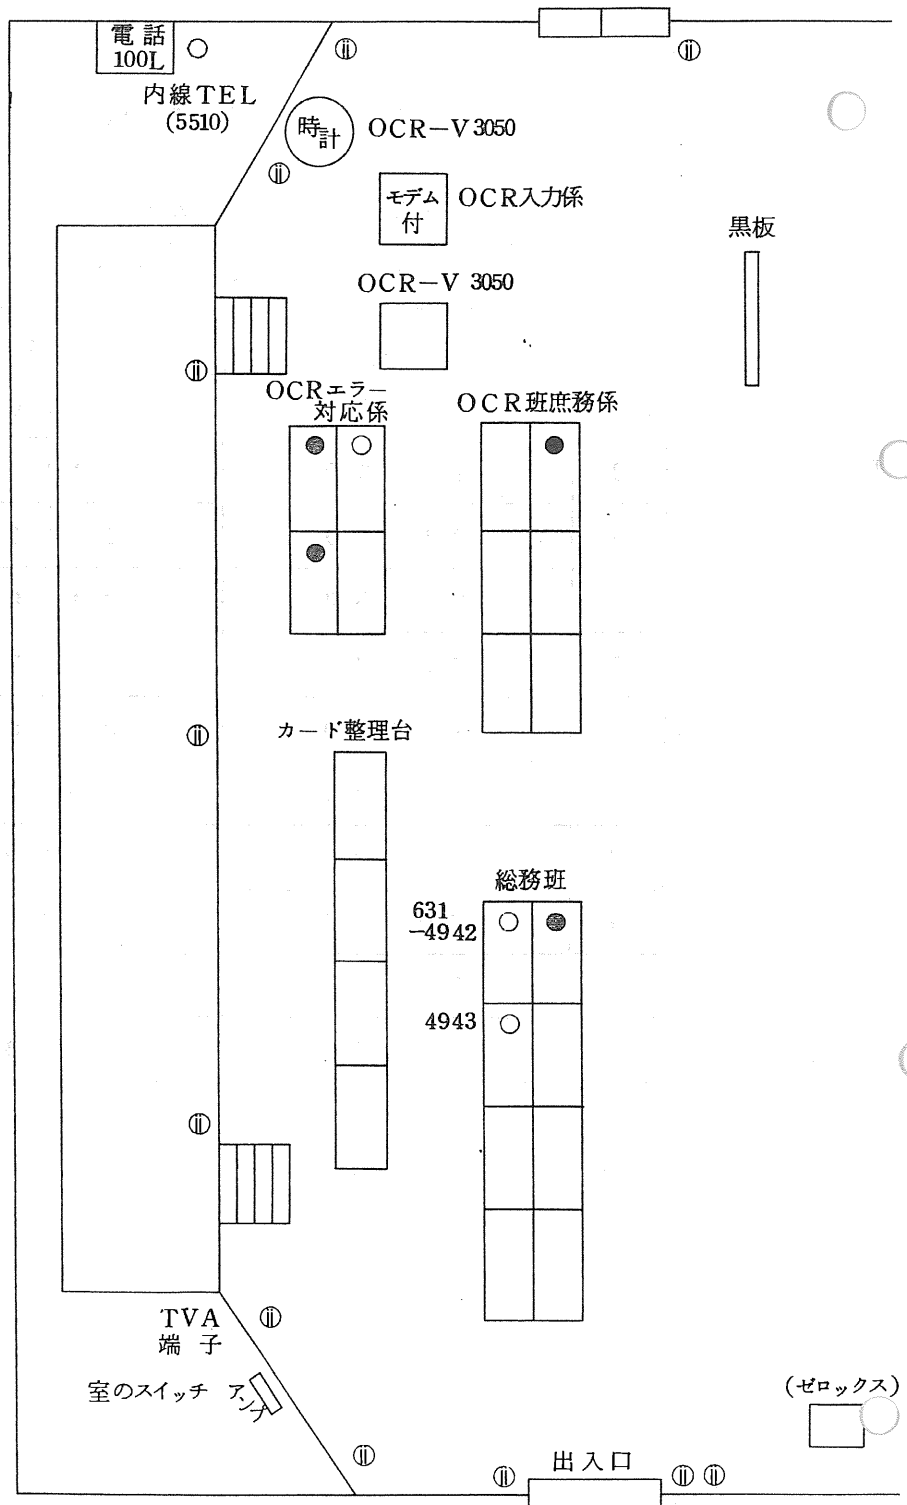 電話
100L
内線TEL
(5510)
時計
OCR-V3050
モデム
付
OCR入力係
黒板
OCR-V 3050
OCRエラー
対応係
OCR班庶務係
カード整理台
総務班
631
-4942
4943
TVA
端子
室のスイッチ
アンプ
(ゼロックス)
出入口